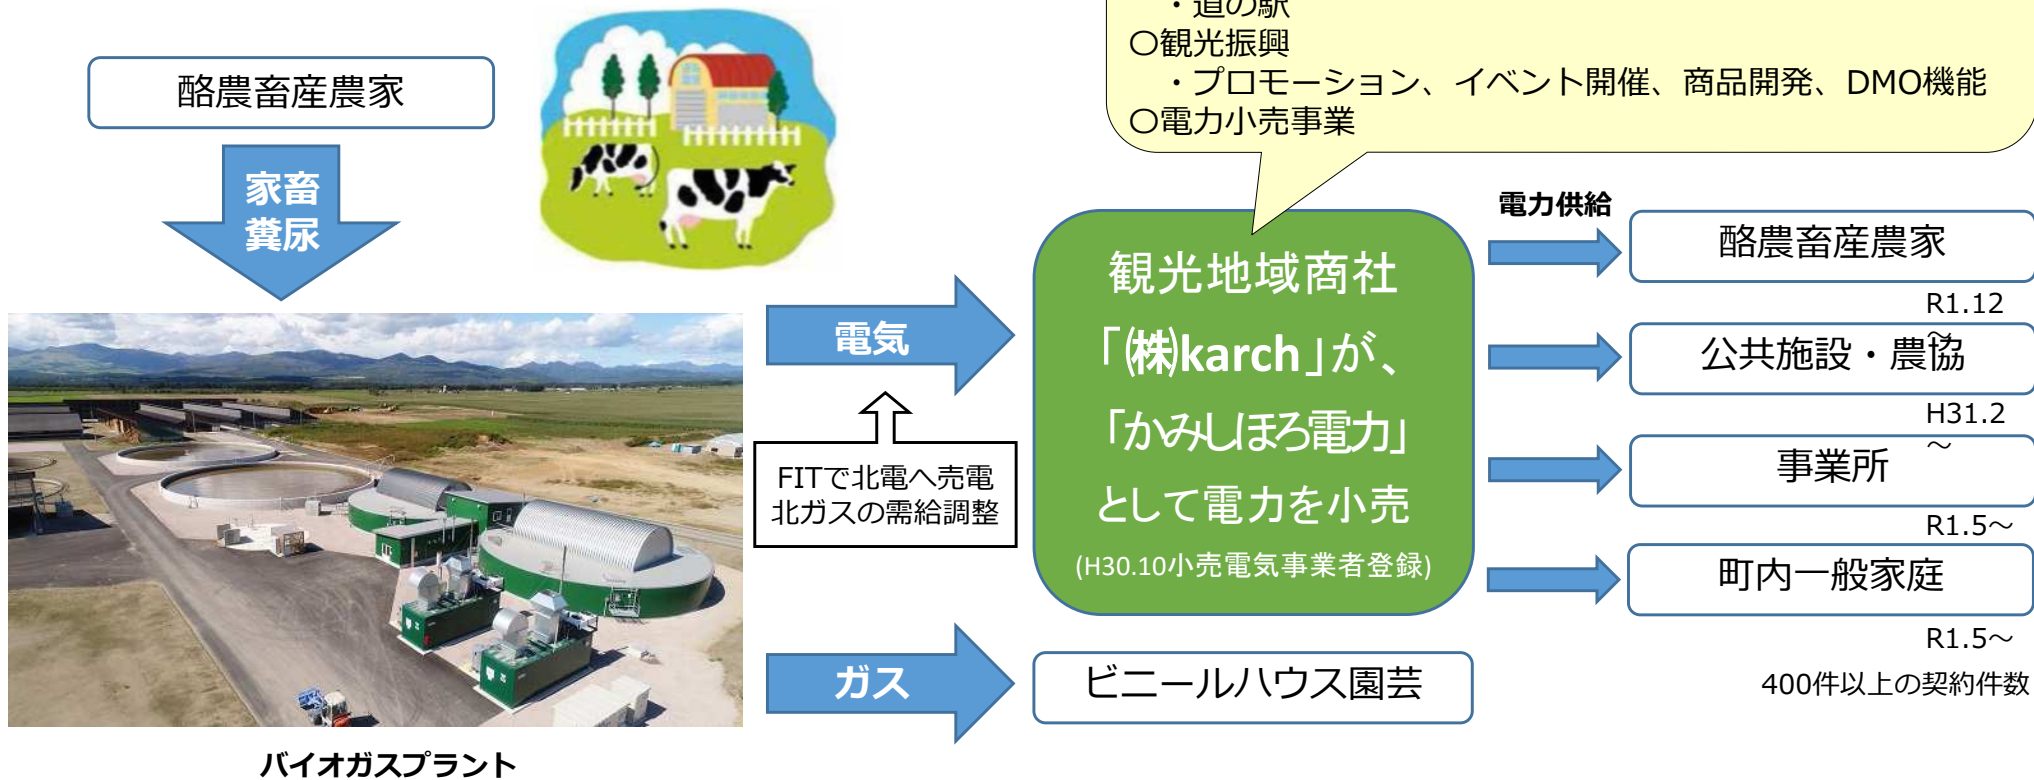 ・道の駅
〇観光振興
・プロモーション、イベント開催、商品開発、DMO機能
〇電力小売事業
酪農畜産農家
家畜
糞尿
バイオガスプラント
電気
FITで北電へ売電
北ガスの需給調整
ガス
観光地域商社
「㈱karch」が、
「かみしほろ電力」
として電力を小売
(H30.10小売電気事業者登録)
ビニールハウス園芸
電力供給
酪農畜産農家
R1.12
～
公共施設・農協
H31.2
～
事業所
R1.5～
町内一般家庭
R1.5～
400件以上の契約件数